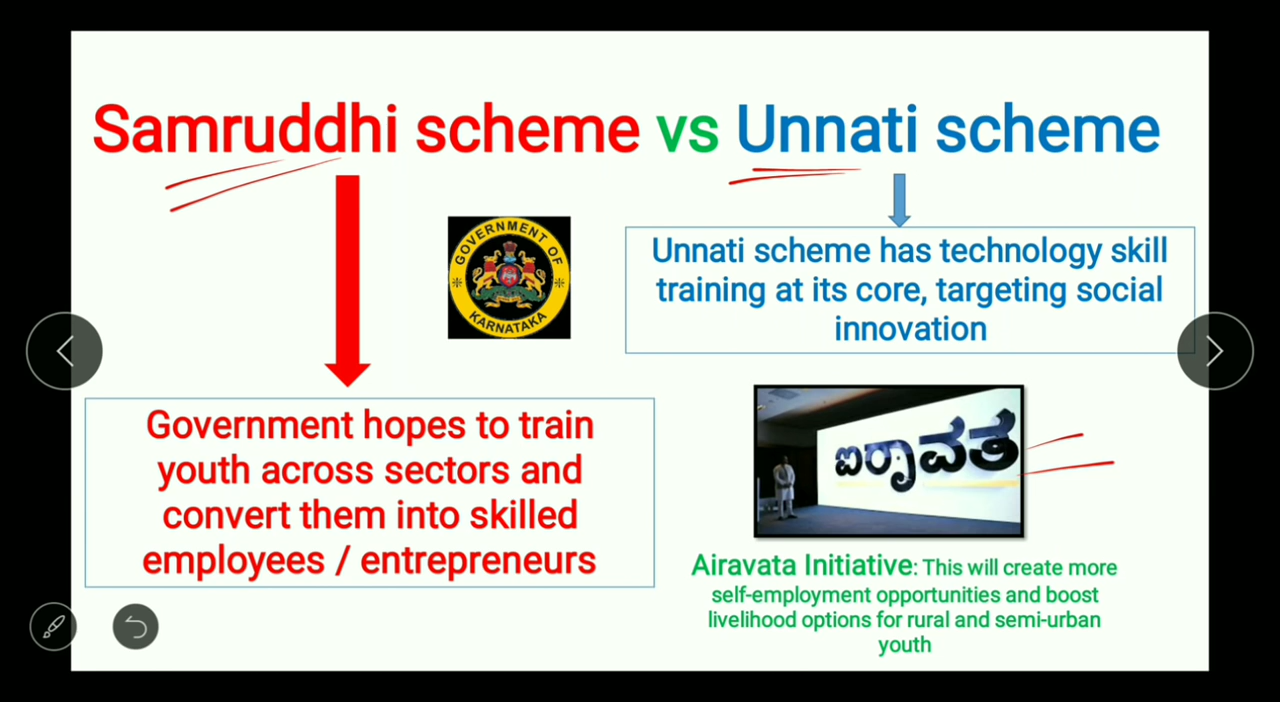 Samruddhi scheme vs Unnati scheme
GOVERNMENT OF
KARNATAKA
Unnati scheme has technology skill
training at its core, targeting social
innovation
Government hopes to train
youth across sectors and
convert them into skilled
employees / entrepreneurs
ಐರಾವತ
Airavata Initiative: This will create more
self-employment opportunities and boost
livelihood options for rural and semi-urban
youth